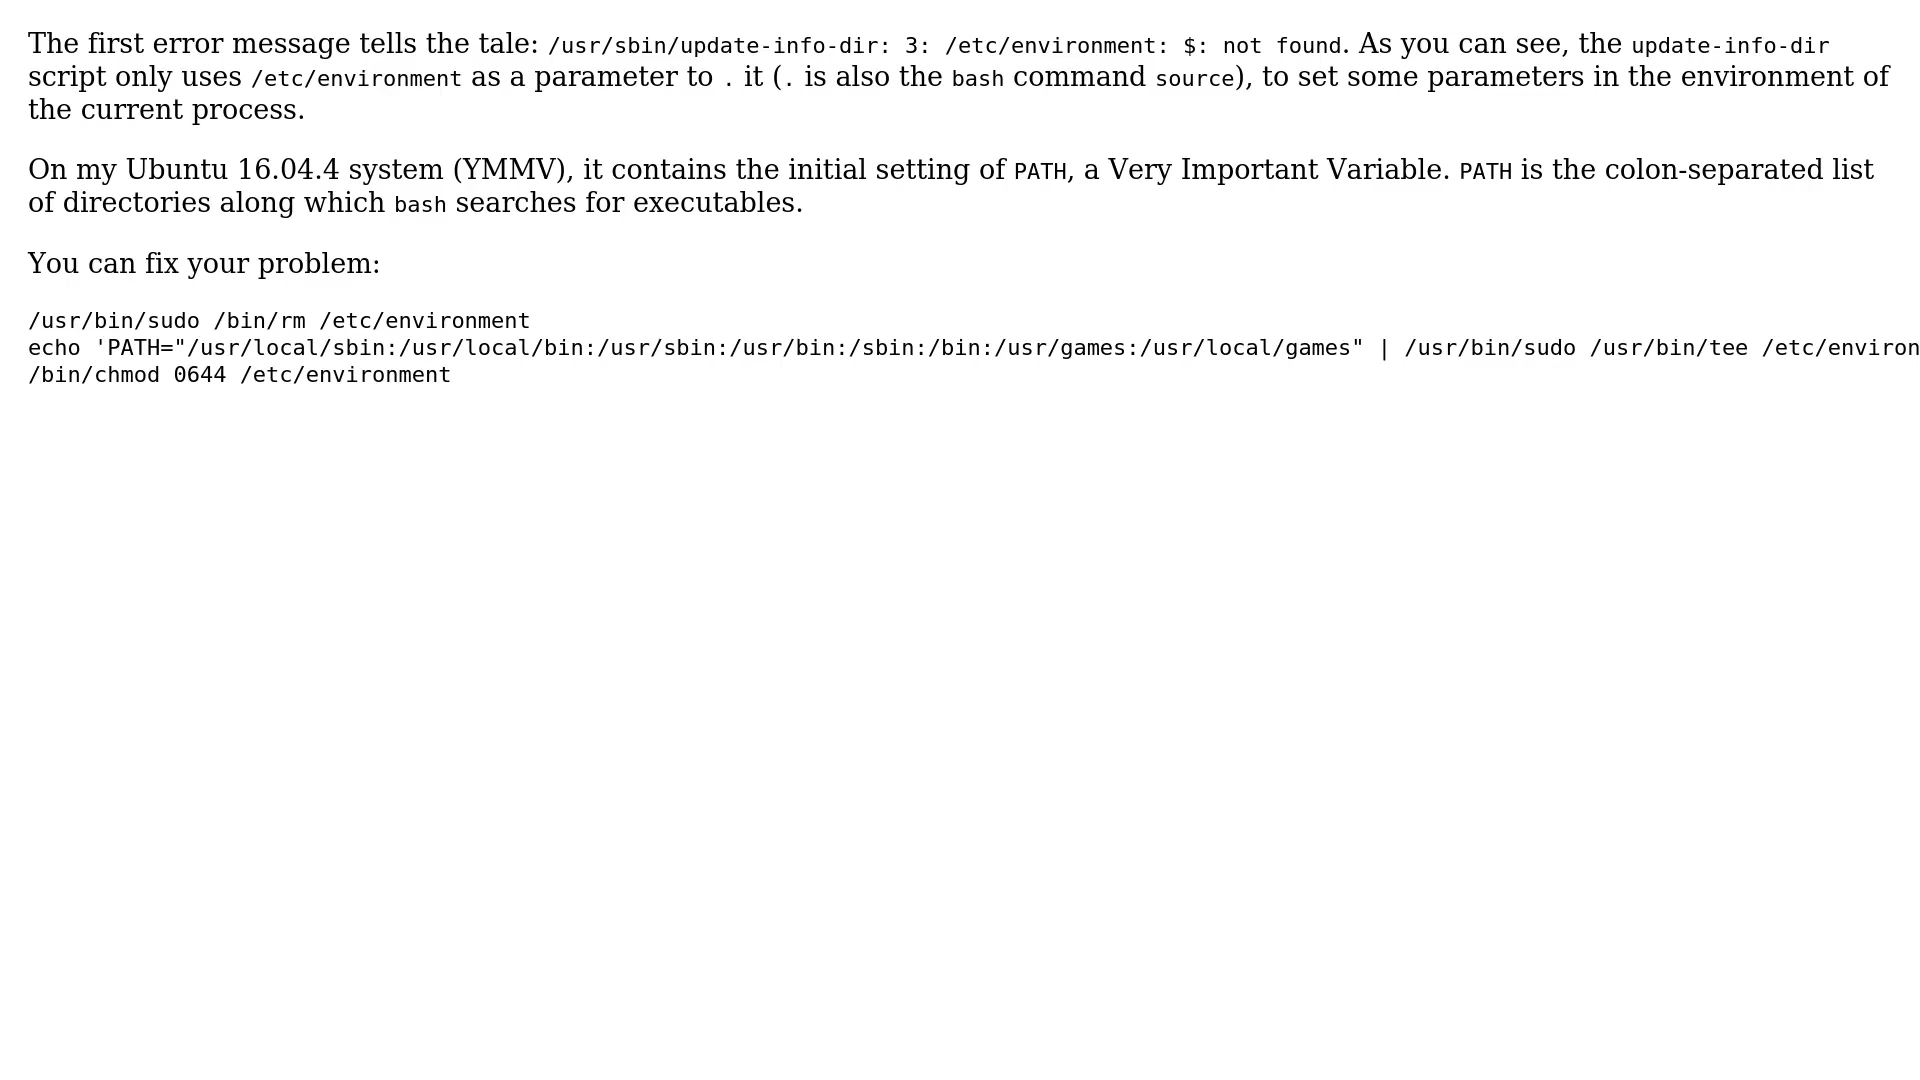 The first error message tells the tale: /usr/sbin/update-info-dir: 3: /etc/environment: $: not found. As you can see, the update-info-dir
script only uses /etc/environment as a parameter to . it (. is also the bash command source), to set some parameters in the environment of
the current process.
On my Ubuntu 16.04.4 system (YMMV), it contains the initial setting of PATH, a Very Important Variable. PATH is the colon-separated list
of directories along which bash searches for executables.
You can fix your problem:
/usr/bin/sudo /bin/rm /etc/environment
echo 'PATH="/usr/local/sbin:/usr/local/bin:/usr/sbin:/usr/bin:/sbin:/bin:/usr/games:/usr/local/games" | /usr/bin/sudo /usr/bin/tee /etc/environ
/bin/chmod 0644 /etc/environment